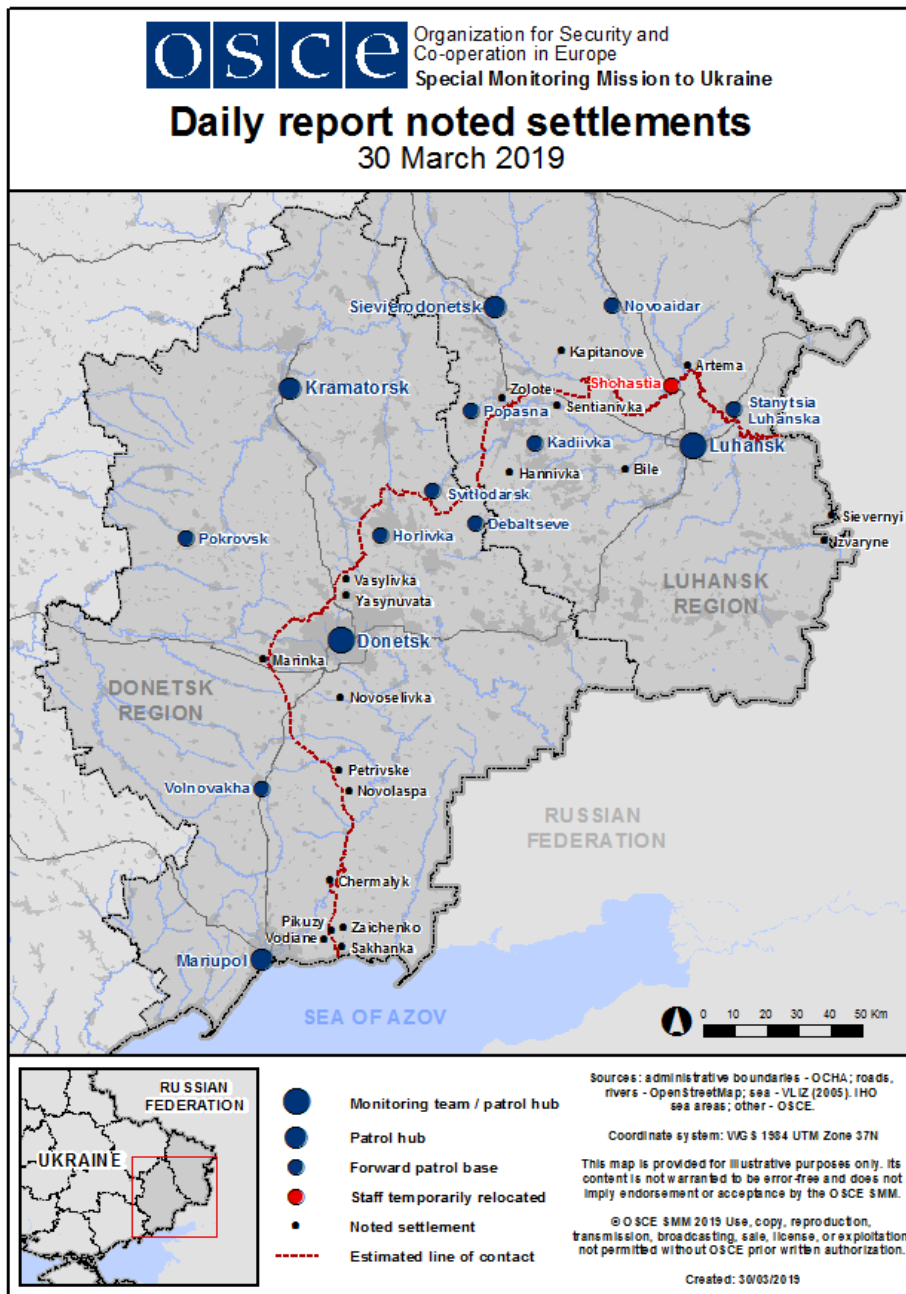 osce
Organization for Security and
Co-operation in Europe
Special Monitoring Mission to Ukraine
Daily report noted settlements
30 March 2019
Sievierodonetsk
Novoaidar
Kapitanove
Artema
Kramatorsk
Shchastia
Zolote
Sentianivka
Stanytsia
Luhanska
Popasna
Kadiivka
Luhansk
Hannivka
Bile
Svitlodarsk
Sievernyi
Debaltseve
Pokrovsk
Horlivka
Izvaryne
Vasylivka
Yasynuvata
LUHANSK
REGION
Donetsk
Marinka
DONETSK
REGION
Novoselivka
Petrivske
Volnovakha
Novolaspa
RUSSIAN
FEDERATION
Chermalyk
Pikuzy
Zaichenko
Vodiane
Sakhanka
Mariupol
SEA OF AZOV
0 10 20 30 40 50 Km
RUSSIAN
FEDERATION
UKRAINE
Monitoring team / patrol hub
Patrol hub
Forward patrol base
Staff temporarily relocated
Noted settlement
Estimated line of contact
Sources: administrative boundaries - OCHA; roads,
rivers - OpenStreetMap; sea - VLIZ (2005). IHO
sea areas; other - OSCE.
Coordinate system: WGS 1984 UTM Zone 37N
This map is provided for illustrative purposes only. Its
content is not warranted to be error-free and does not
imply endorsement or acceptance by the OSCE SMM.
© OSCE SMM 2019 Use, copy, reproduction,
transmission, broadcasting, sale, license, or exploitation
not permitted without OSCE prior written authorization.
Created: 30/03/2019